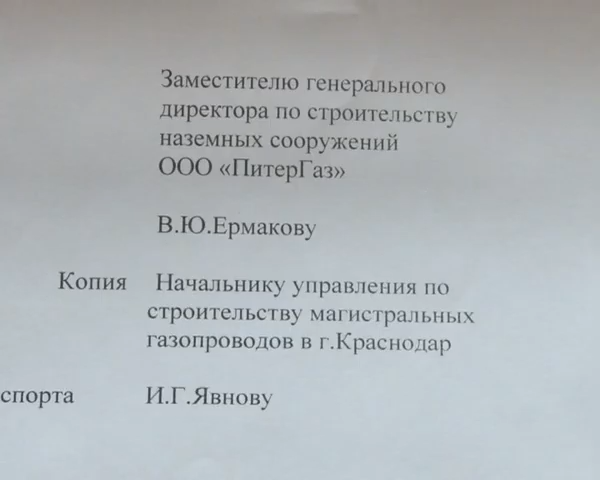 Заместителю генерального
директора по строительству
наземных сооружений
ООО «ПитерГаз»
В.Ю.Ермакову
Копия Начальнику управления по
строительству магистральных
газопроводов в г.Краснодар
спорта И.Г.Явнову